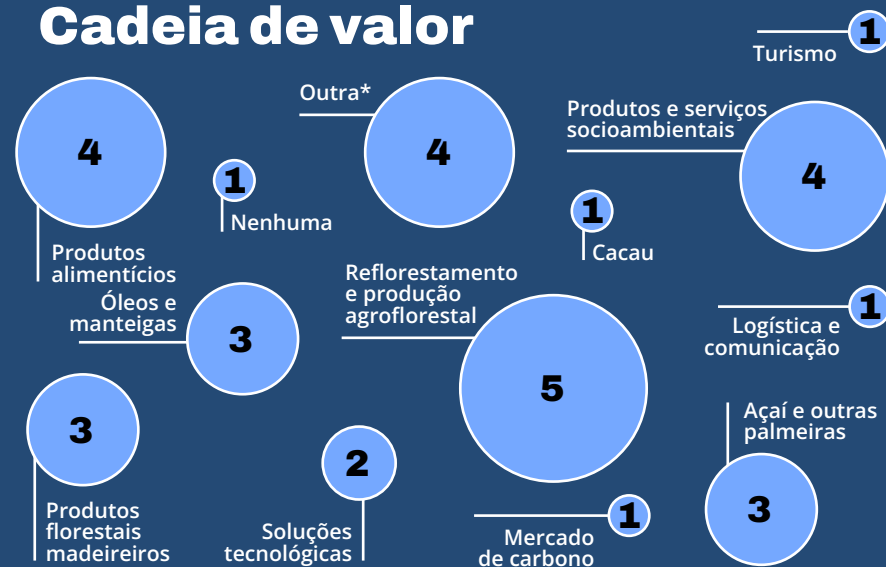 Cadeia de valor
1
Turismo
4
Produtos
alimentícios
1
Nenhuma
Outra*
4
Produtos e serviços
socioambientais
4
1
Cacau
Óleos e
manteigas
3
Reflorestamento
e produção
agroflorestal
5
1
Logística e
comunicação
3
Produtos
florestais
madeireiros
2
Soluções
tecnológicas
1
Mercado
de carbono
Açaí e outras
palmeiras
3